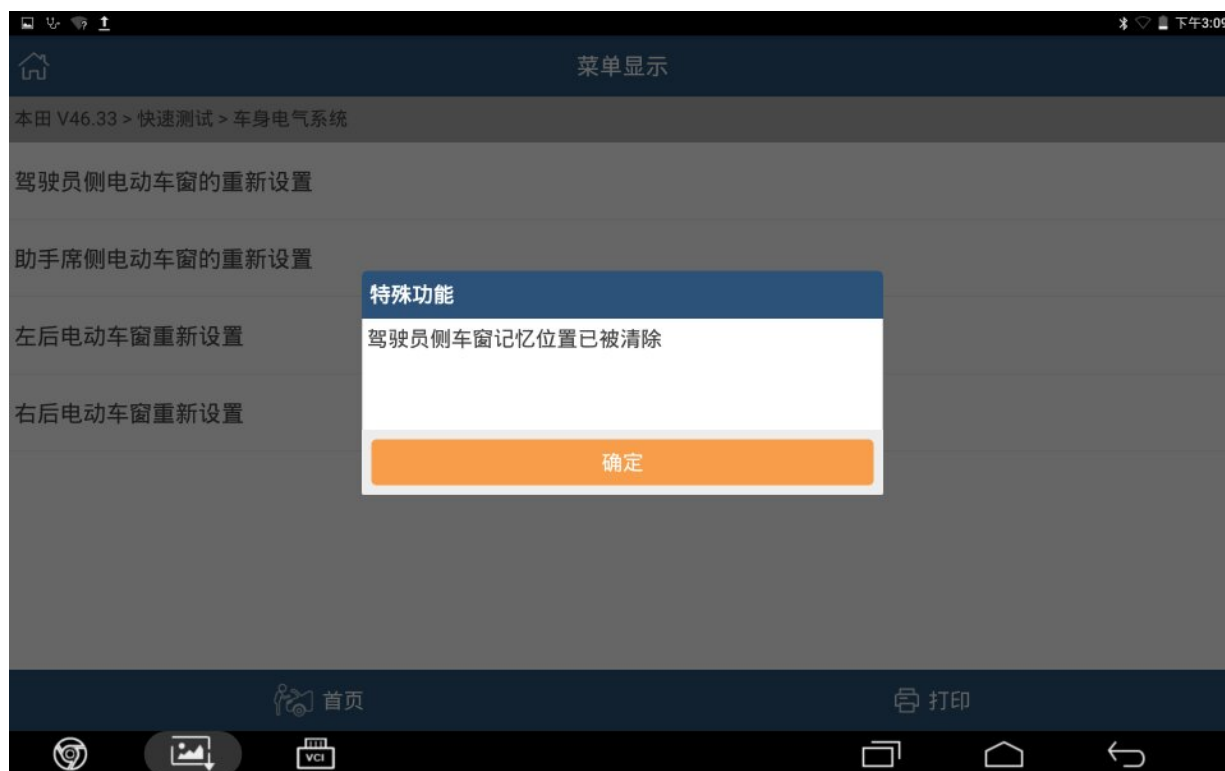 下午3:09
菜单显示
本田 V46.33 > 快速测试 > 车身电气系统
驾驶员侧电动车窗的重新设置
助手席侧电动车窗的重新设置
特殊功能
左后电动车窗重新设置
驾驶员侧车窗记忆位置已被清除
右后电动车窗重新设置
确定
首页
打印
VCI